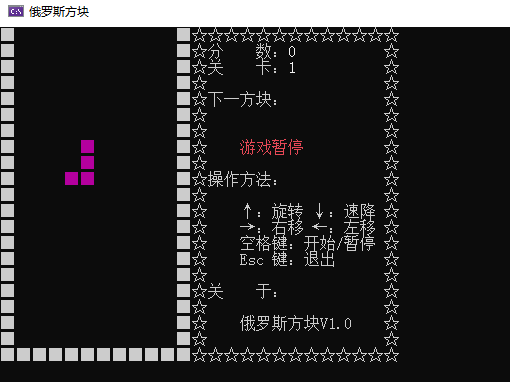 俄罗斯方块
分　　数：0
关　　卡：1
下一方块：
游戏暂停
操作方法：
↑：旋转 ↓：速降
→：右移 ←：左移
空格键：开始/暂停
Esc 键：退出
关　　于：
俄罗斯方块V1.0